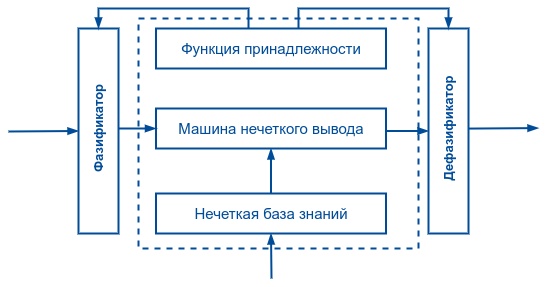 Функция принадлежности
Фазификатор
Машина нечеткого вывода
Дефазификатор
Нечеткая база знаний